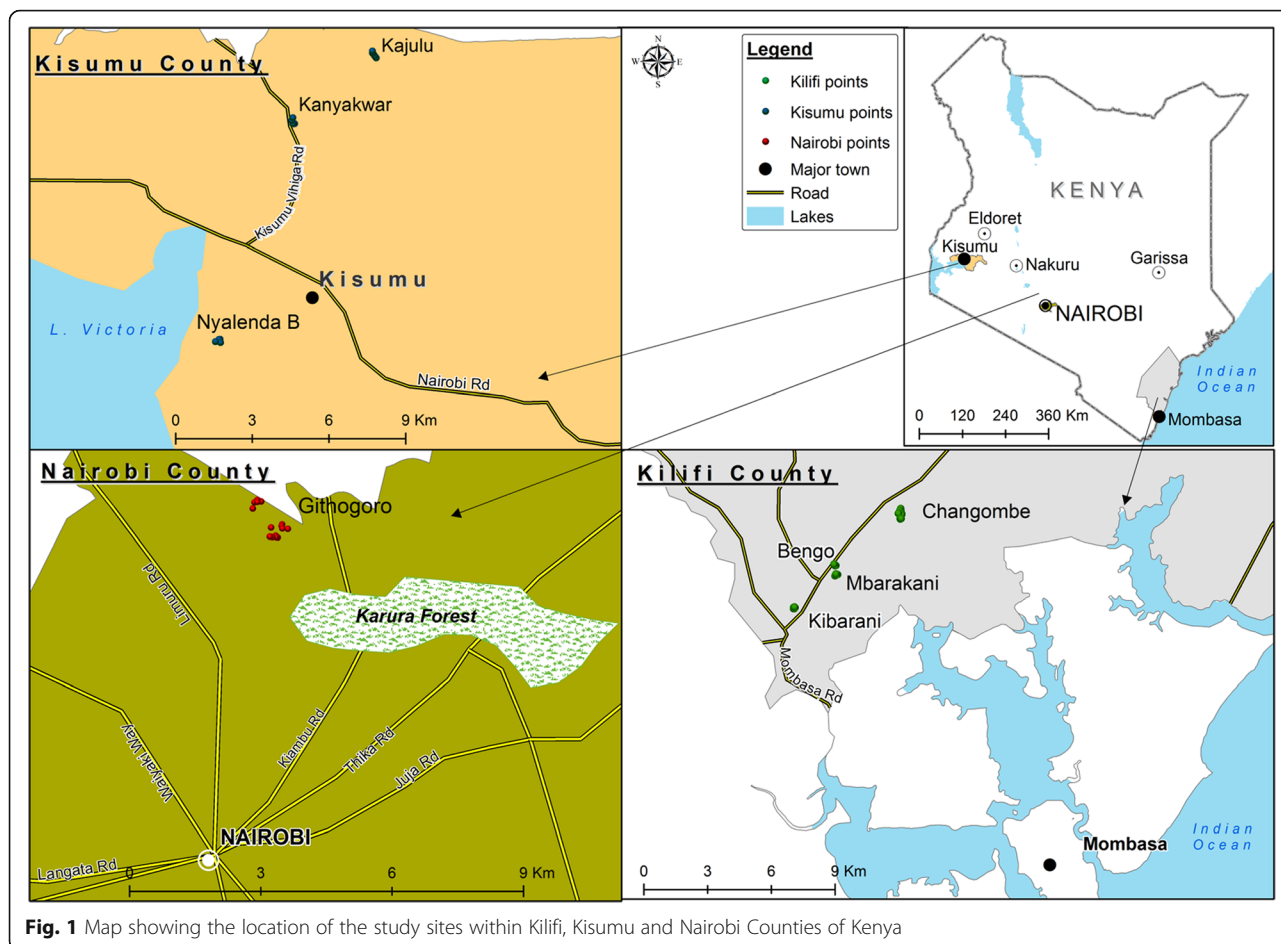 Kisumu County
Kajulu
Kanyakwar
Kisumu Vihiga Rd
Kisumu
L. Victoria
Nyalenda B
Nairobi Rd
0 3 6 9 Km
N
W E
S
Legend
Kilifi points
Kisumu points
Nairobi points
Major town
Road
Lakes
KENYA
Eldoret
Kisumu
Nakuru
Garissa
NAIROBI
Indian
Ocean
Mombasa
0 120 240 360 Km
Nairobi County
Githogoro
Limuru Rd
Karura Forest
Waiyaki Way
Kiambu Rd
Thika Rd
Juja Rd
NAIROBI
Langata Rd
0 3 6 9 Km
Kilifi County
Changombe
Bengo
Mbarakani
Kibarani
Mombasa Rd
Indian
Ocean
Mombasa
0 3 6 9 Km
Fig. 1 Map showing the location of the study sites within Kilifi, Kisumu and Nairobi Counties of Kenya